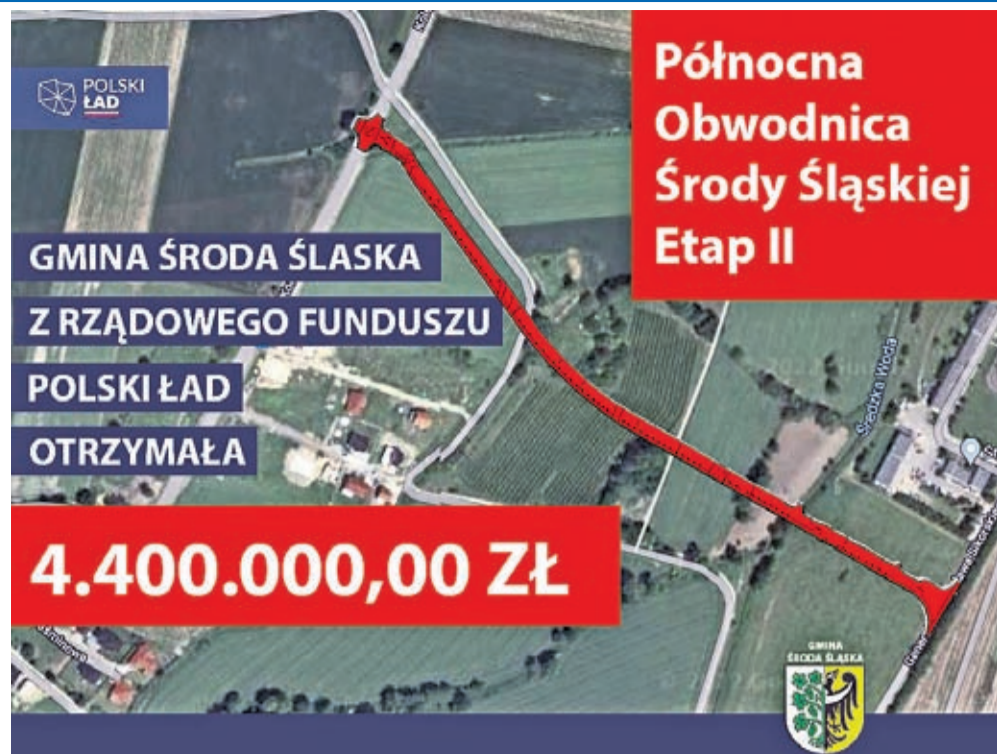 POLSKI
ŁAD
Północna
Obwodnica
Środy Śląskiej
Etap II
GMINA ŚRODA ŚLASKA
Z RZĄDOWEGO FUNDUSZU
POLSKI ŁAD
OTRZYMAŁA
Średzka Woda
4.400.000,00 ZŁ
GMINA
ŚRODA ŚLĄSKA